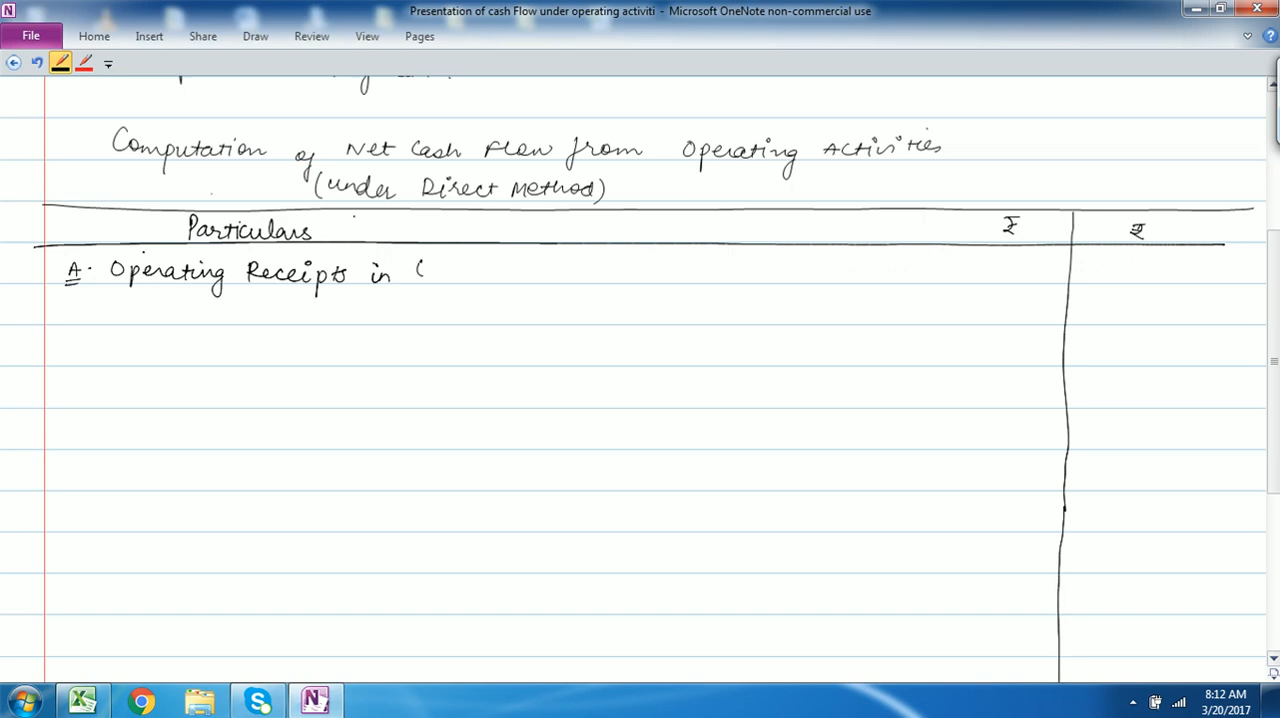 Presentation of cash Flow under operating activiti - Microsoft OneNote non-commercial use
File Home Insert Share Draw Review View Pages
Computation of Net Cash Flow from Operating Activities
(under Direct Method)
Particulars ₹ ₹
A. Operating Receipts in (
8:12 AM
3/20/2017